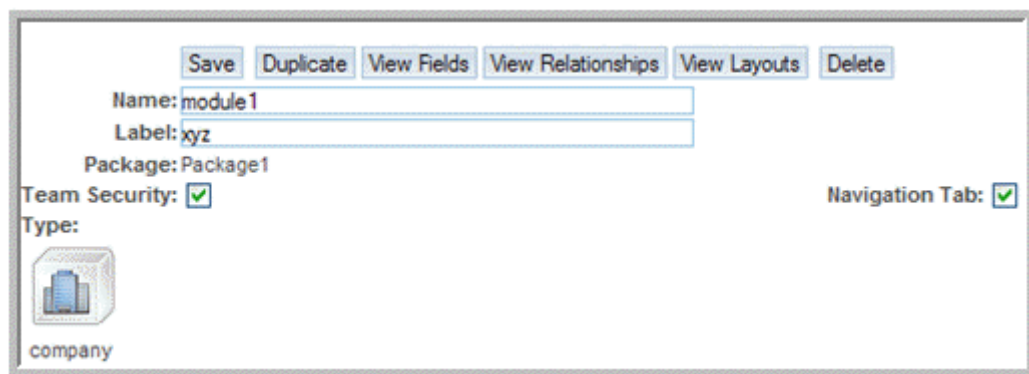 Save Duplicate View Fields View Relationships View Layouts Delete
Name: module1
Label: xyz
Package: Package1
Team Security: Navigation Tab:
Type:
company